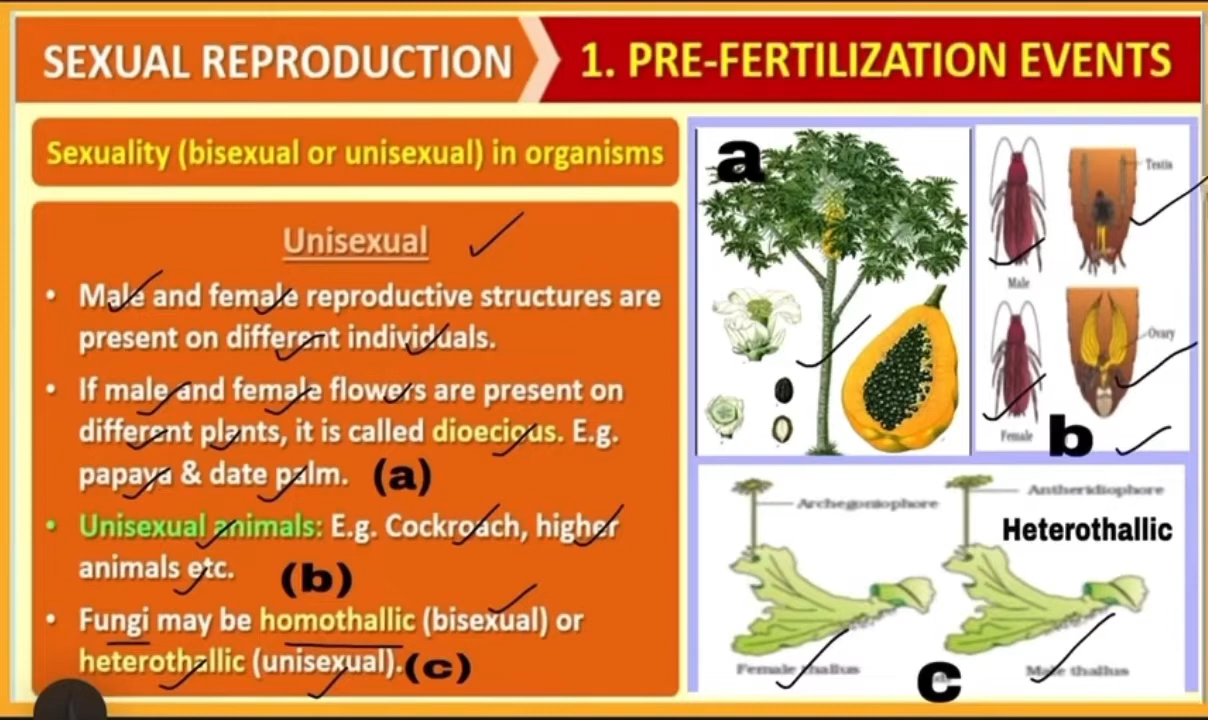 SEXUAL REPRODUCTION
1. PRE-FERTILIZATION EVENTS
Sexuality (bisexual or unisexual) in organisms
Unisexual
• Male and female reproductive structures are
present on different individuals.
• If male and female flowers are present on
different plants, it is called dioecious. E.g.
papaya & date palm. (a)
• Unisexual animals: E.g. Cockroach, higher
animals etc. (b)
• Fungi may be homothallic (bisexual) or
heterothallic (unisexual). (c)
a
Testis
Male
Ovary
Female
b
Archegoniophore
Antheridiophore
Heterothallic
Female thallus
Male thallus
c